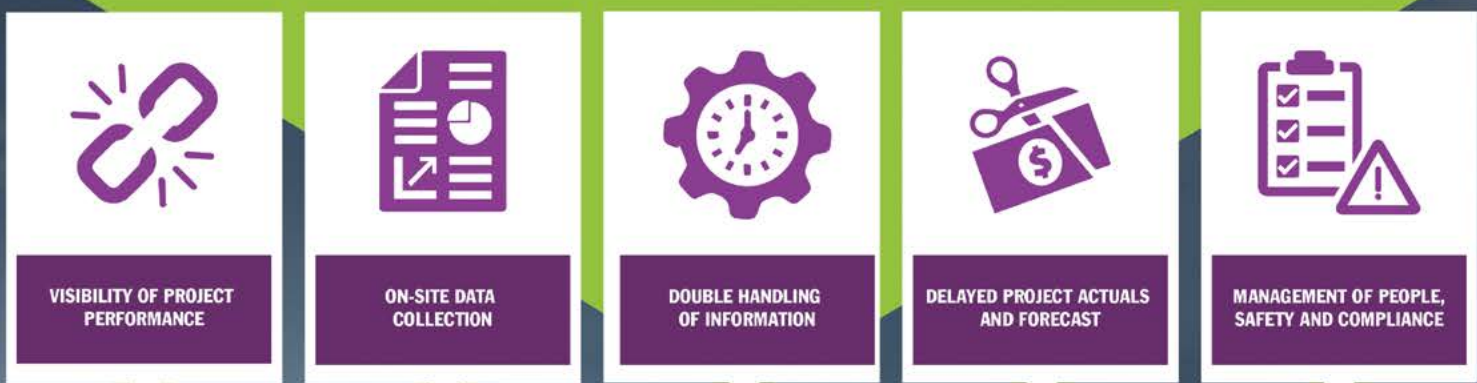 VISIBILITY OF PROJECT
PERFORMANCE
ON-SITE DATA
COLLECTION
DOUBLE HANDLING
OF INFORMATION
$
DELAYED PROJECT ACTUALS
AND FORECAST
!
MANAGEMENT OF PEOPLE,
SAFETY AND COMPLIANCE